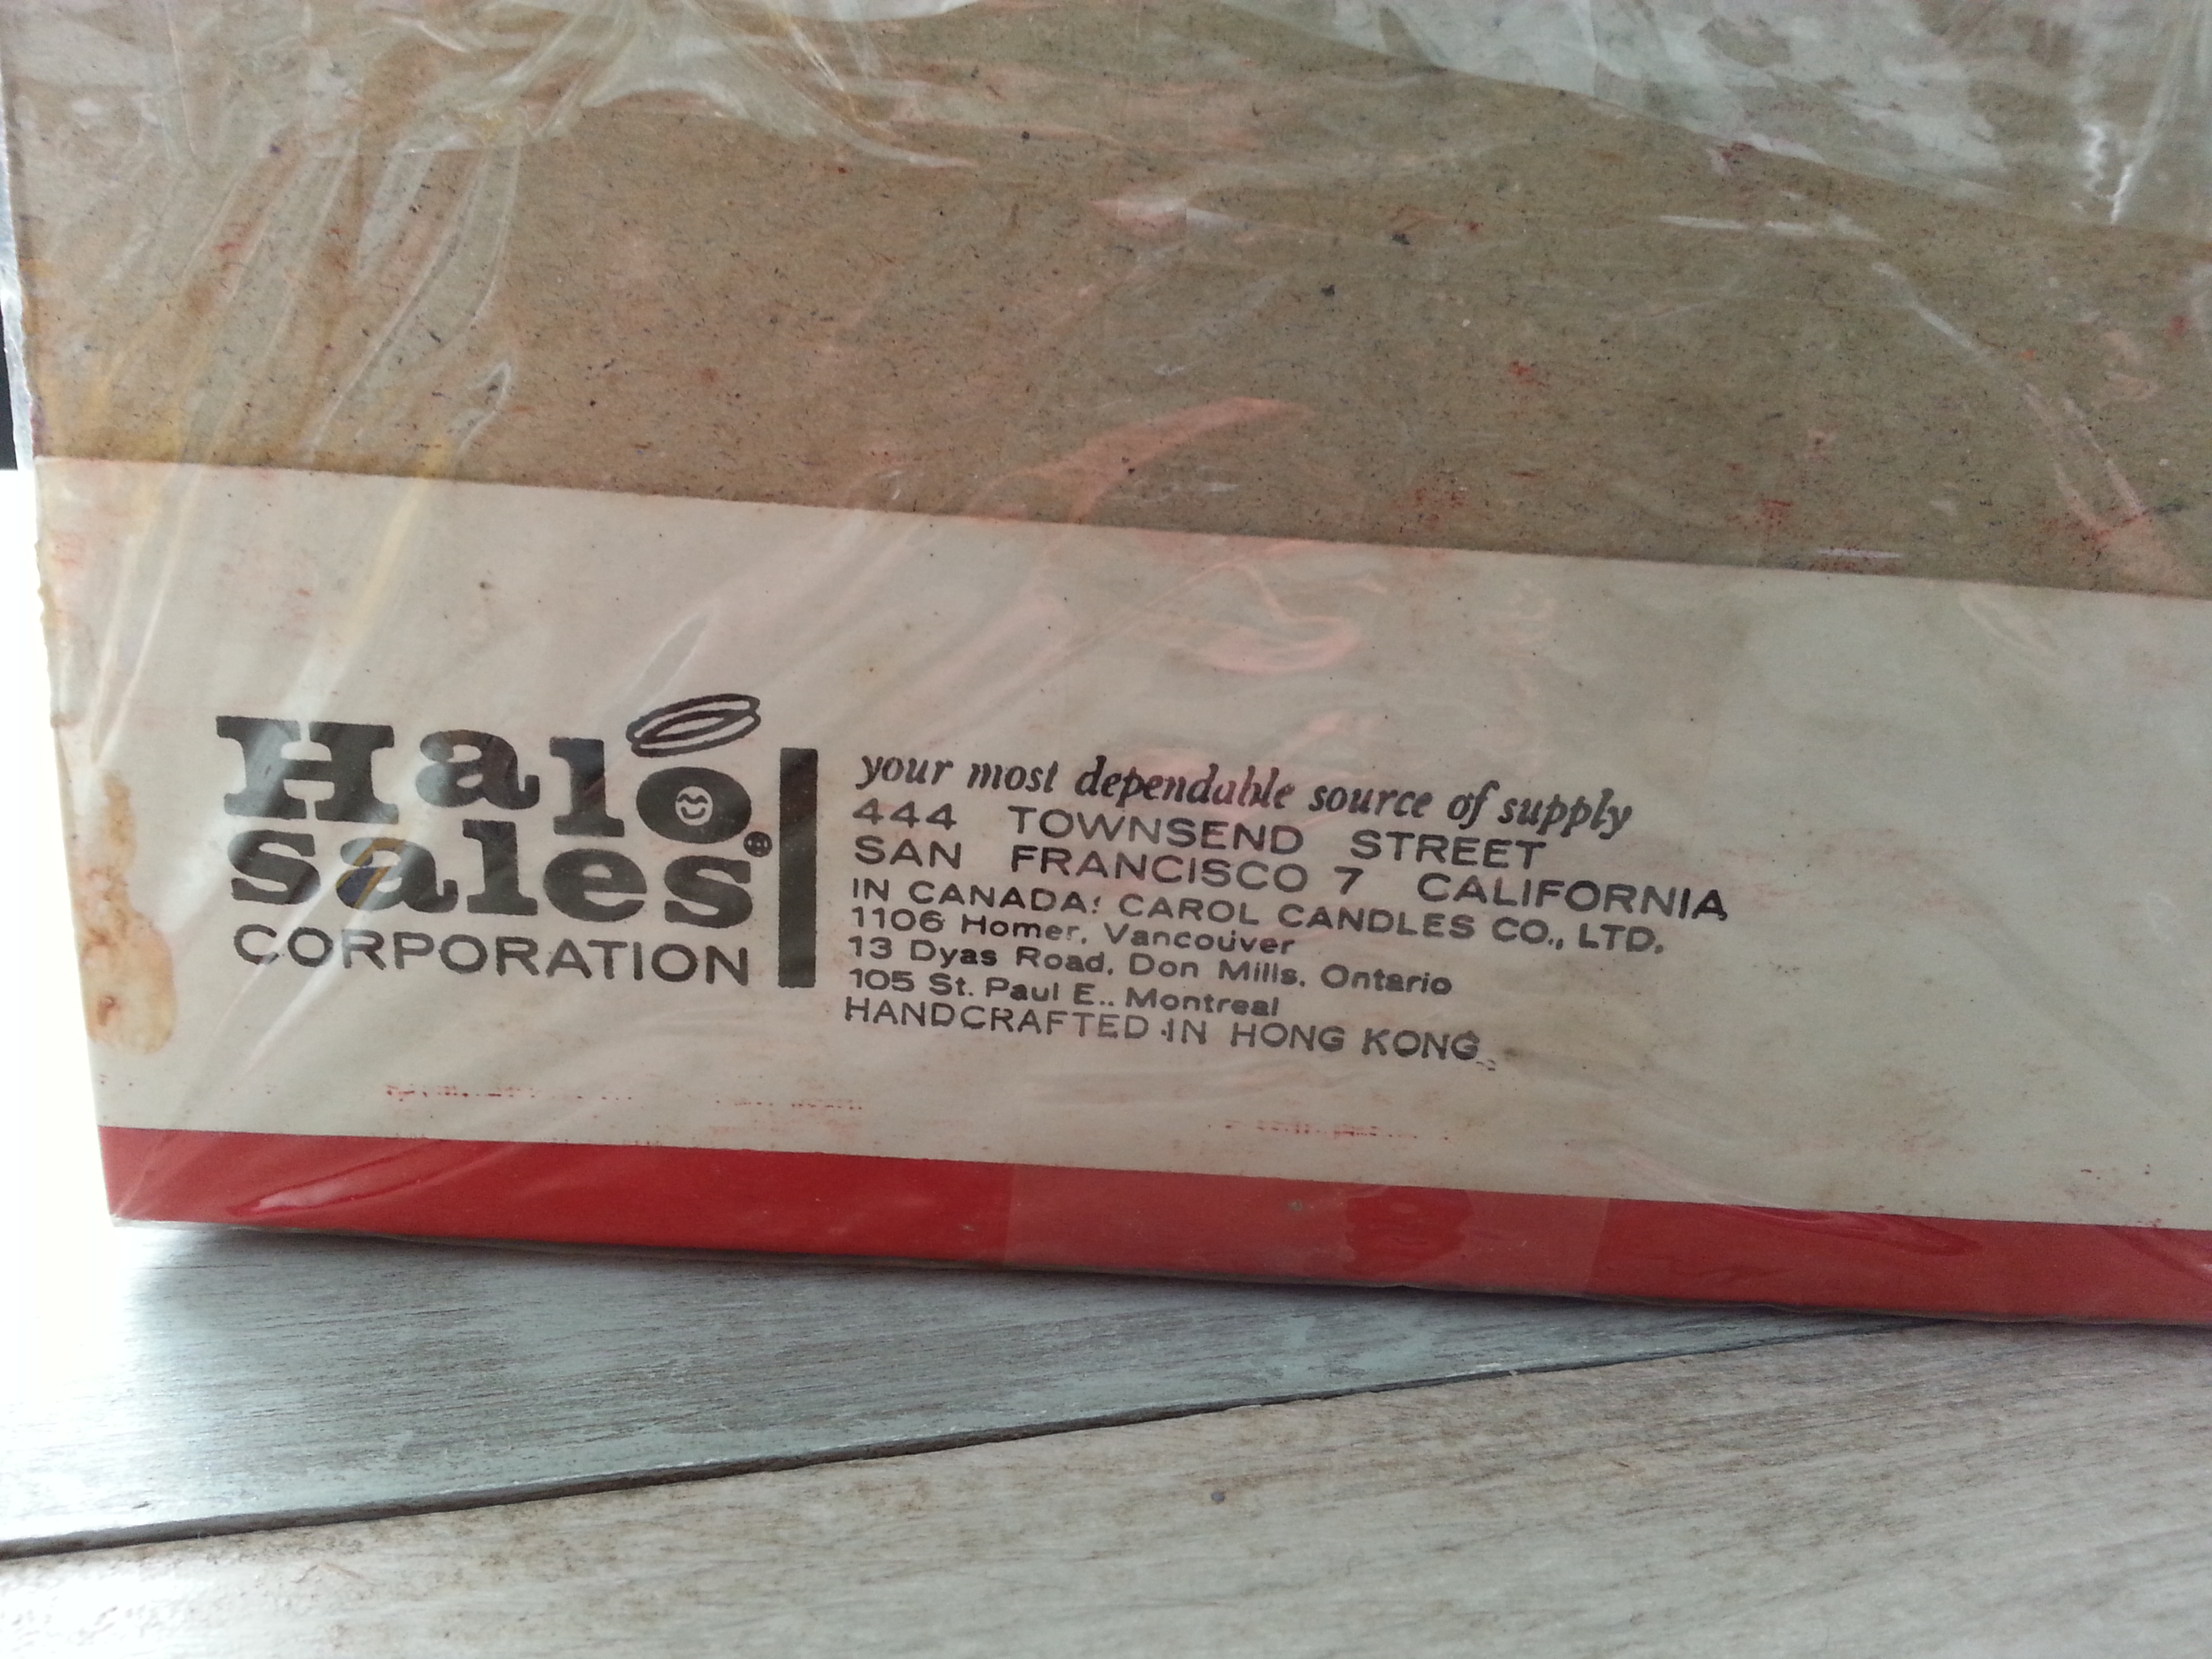 Halo
sales®
CORPORATION
your most dependable source of supply
444 TOWNSEND STREET
SAN FRANCISCO 7 CALIFORNIA
IN CANADA: CAROL CANDLES CO., LTD.
1106 Homer, Vancouver
13 Dyas Road, Don Mills, Ontario
105 St. Paul E., Montreal
HANDCRAFTED IN HONG KONG